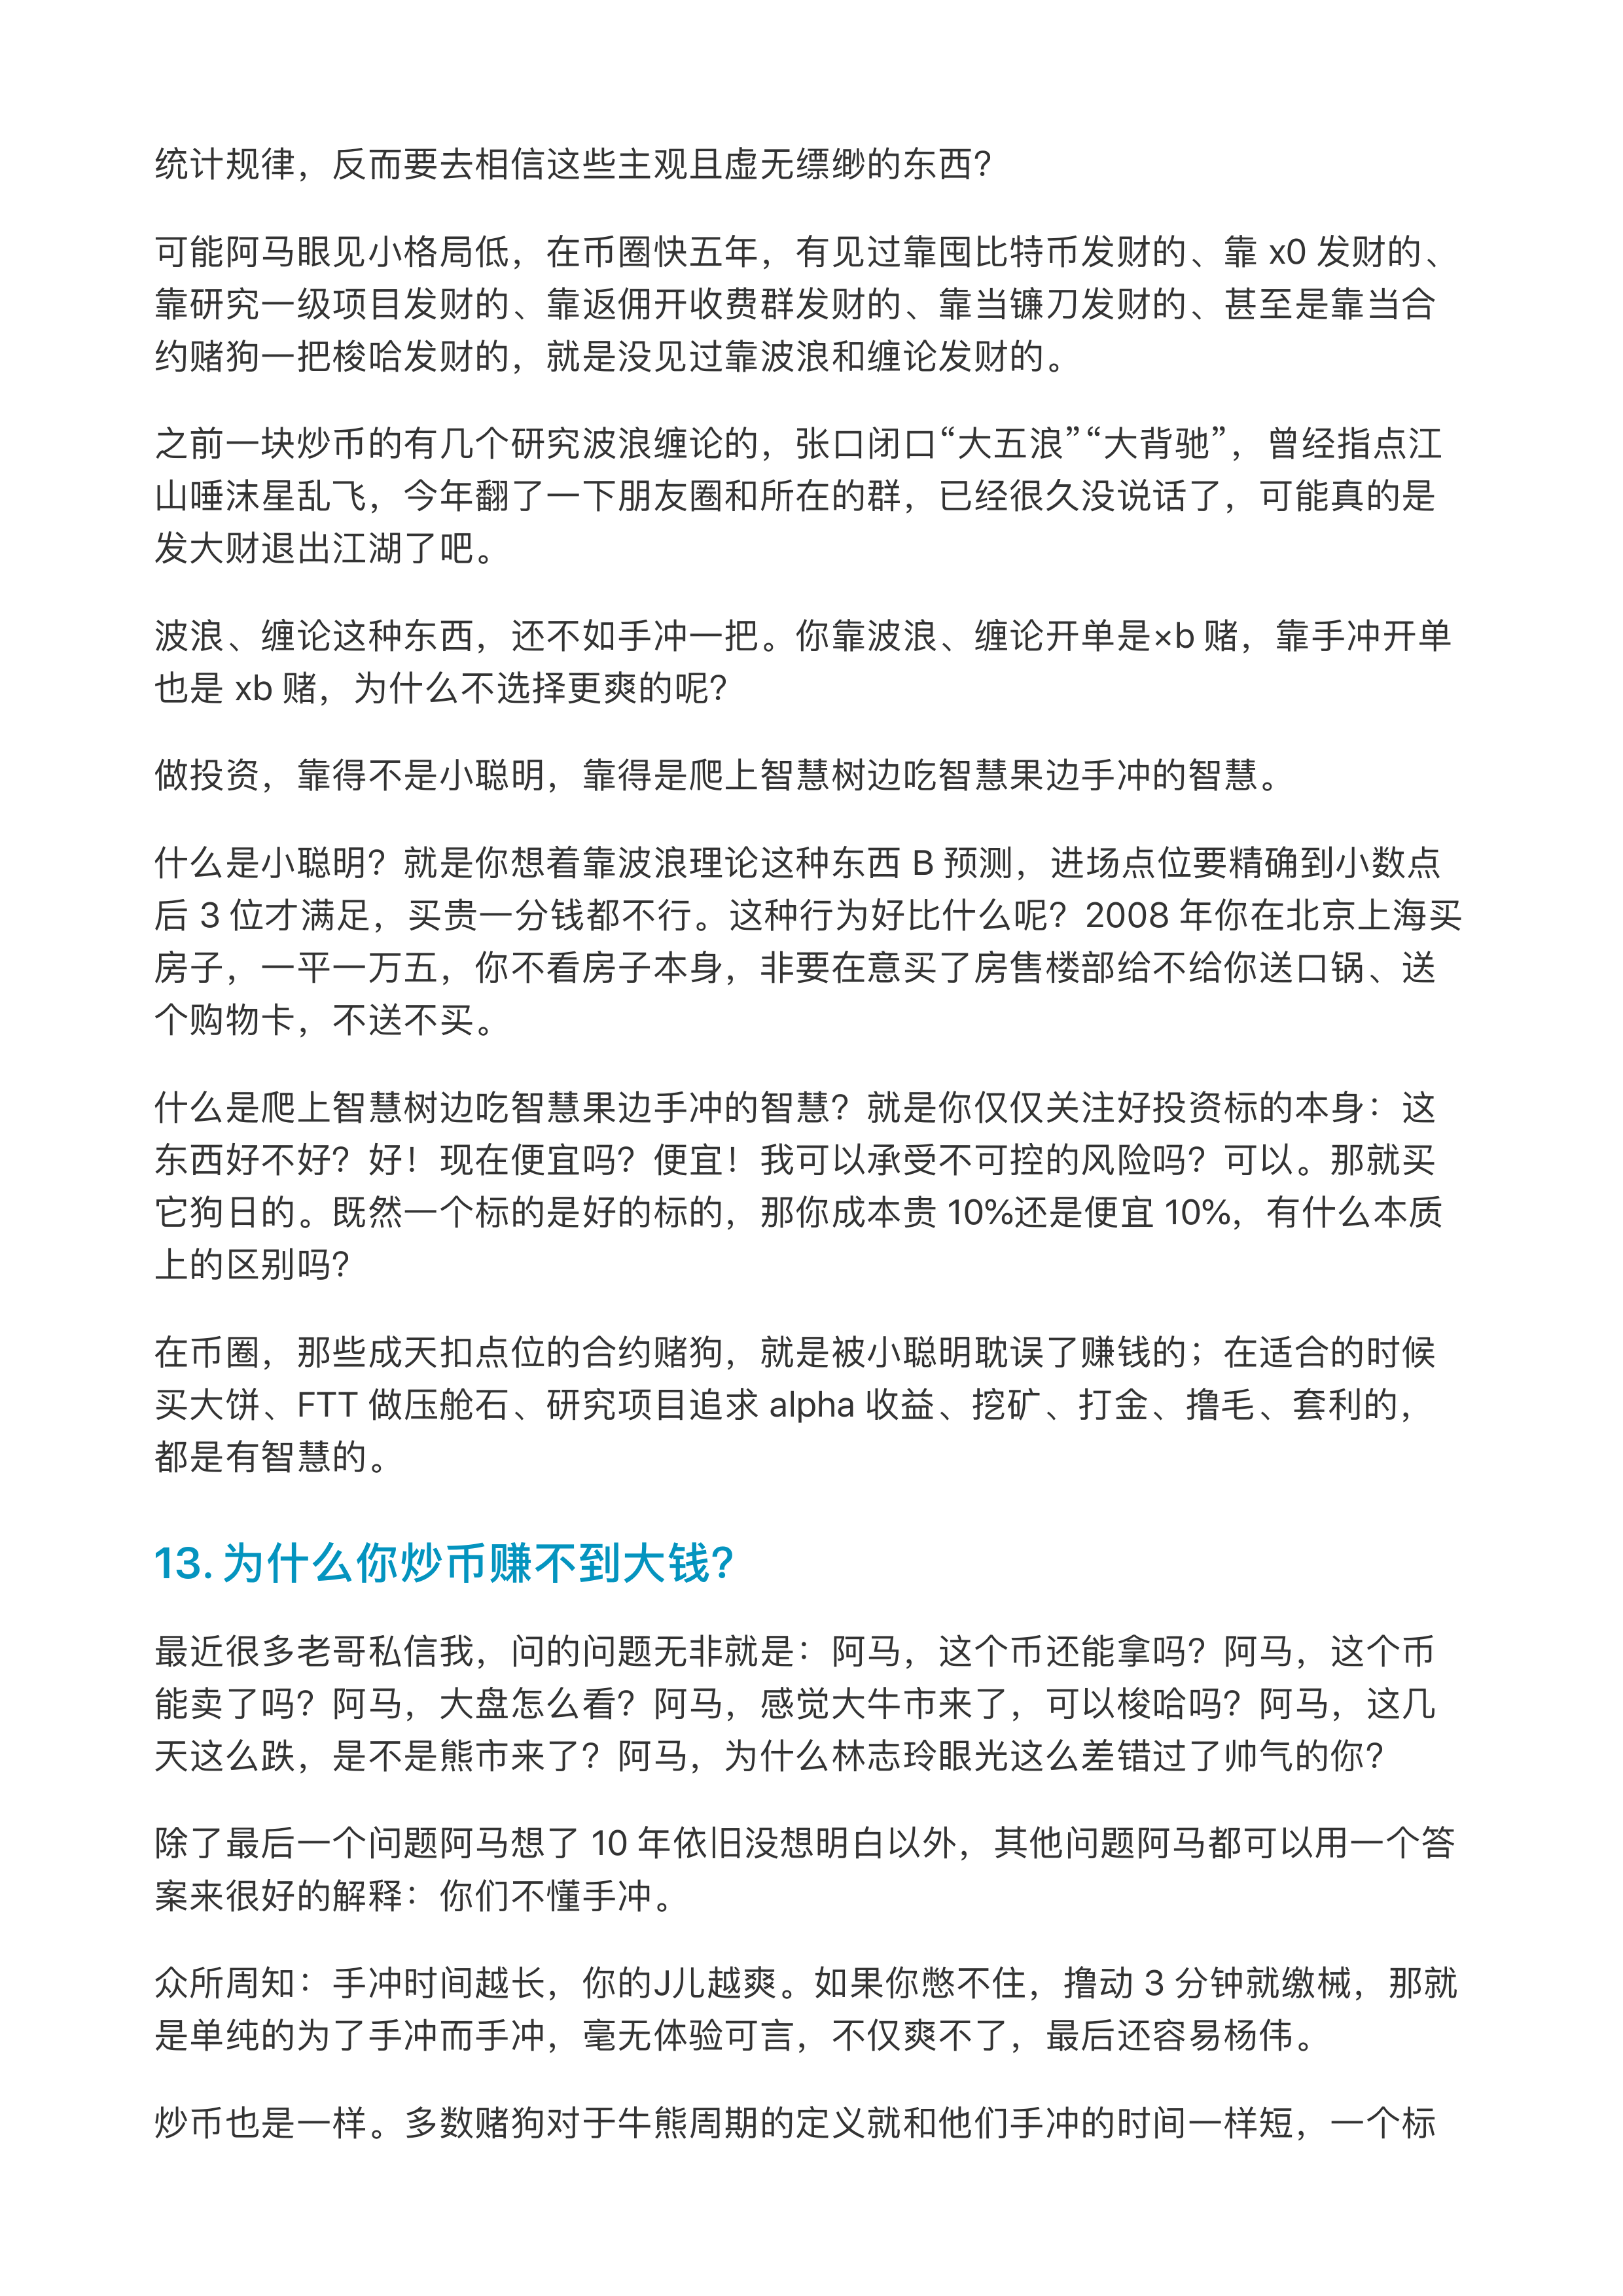 统计规律，反而要去相信这些主观且虚无缥缈的东西？
可能阿马眼见小格局低，在币圈快五年，有见过靠囤比特币发财的、靠 x0 发财的、
靠研究一级项目发财的、靠返佣开收费群发财的、靠当镰刀发财的、甚至是靠当合
约赌狗一把梭哈发财的，就是没见过靠波浪和缠论发财的。
之前一块炒币的有几个研究波浪缠论的，张口闭口“大五浪”“大背驰”，曾经指点江
山唾沫星乱飞，今年翻了一下朋友圈和所在的群，已经很久没说话了，可能真的是
发大财退出江湖了吧。
波浪、缠论这种东西，还不如手冲一把。你靠波浪、缠论开单是×b 赌，靠手冲开单
也是 xb 赌，为什么不选择更爽的呢？
做投资，靠得不是小聪明，靠得是爬上智慧树边吃智慧果边手冲的智慧。
什么是小聪明？就是你想着靠波浪理论这种东西 B 预测，进场点位要精确到小数点
后 3 位才满足，买贵一分钱都不行。这种行为好比什么呢？2008 年你在北京上海买
房子，一平一万五，你不看房子本身，非要在意买了房售楼部给不给你送口锅、送
个购物卡，不送不买。
什么是爬上智慧树边吃智慧果边手冲的智慧？就是你仅仅关注好投资标的本身：这
东西好不好？好！现在便宜吗？便宜！我可以承受不可控的风险吗？可以。那就买
它狗日的。既然一个标的是好的标的，那你成本贵 10%还是便宜 10%，有什么本质
上的区别吗？
在币圈，那些成天扣点位的合约赌狗，就是被小聪明耽误了赚钱的；在适合的时候
买大饼、FTT 做压舱石、研究项目追求 alpha 收益、挖矿、打金、撸毛、套利的，
都是有智慧的。
13. 为什么你炒币赚不到大钱？
最近很多老哥私信我，问的问题无非就是：阿马，这个币还能拿吗？阿马，这个币
能卖了吗？阿马，大盘怎么看？阿马，感觉大牛市来了，可以梭哈吗？阿马，这几
天这么跌，是不是熊市来了？阿马，为什么林志玲眼光这么差错过了帅气的你？
除了最后一个问题阿马想了 10 年依旧没想明白以外，其他问题阿马都可以用一个答
案来很好的解释：你们不懂手冲。
众所周知：手冲时间越长，你的J儿越爽。如果你憋不住，撸动 3 分钟就缴械，那就
是单纯的为了手冲而手冲，毫无体验可言，不仅爽不了，最后还容易杨伟。
炒币也是一样。多数赌狗对于牛熊周期的定义就和他们手冲的时间一样短，一个标